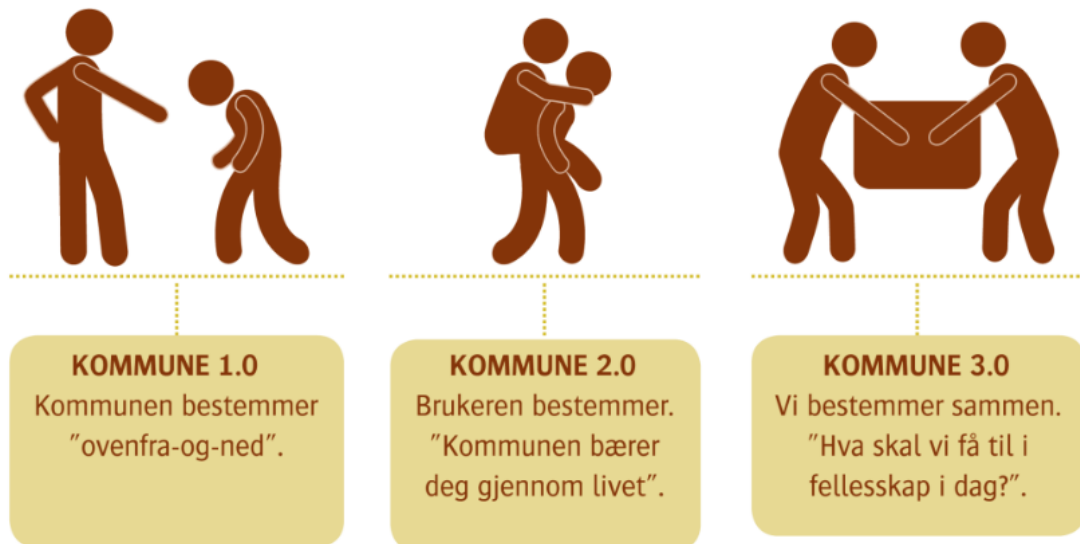 KOMMUNE 1.0
Kommunen bestemmer
”ovenfra-og-ned”.
KOMMUNE 2.0
Brukeren bestemmer.
”Kommunen bærer
deg gjennom livet”.
KOMMUNE 3.0
Vi bestemmer sammen.
”Hva skal vi få til i
fellesskap i dag?”.